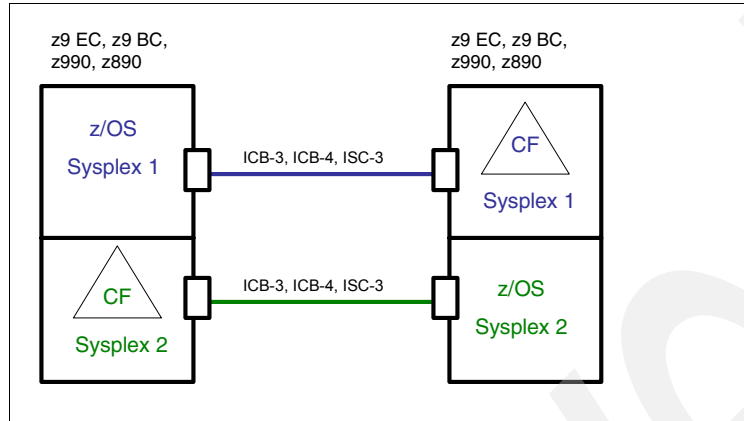 z9 EC, z9 BC,
z990, z890
z9 EC, z9 BC,
z990, z890
z/OS
Sysplex 1
ICB-3, ICB-4, ISC-3
CF
Sysplex 1
CF
Sysplex 2
ICB-3, ICB-4, ISC-3
z/OS
Sysplex 2